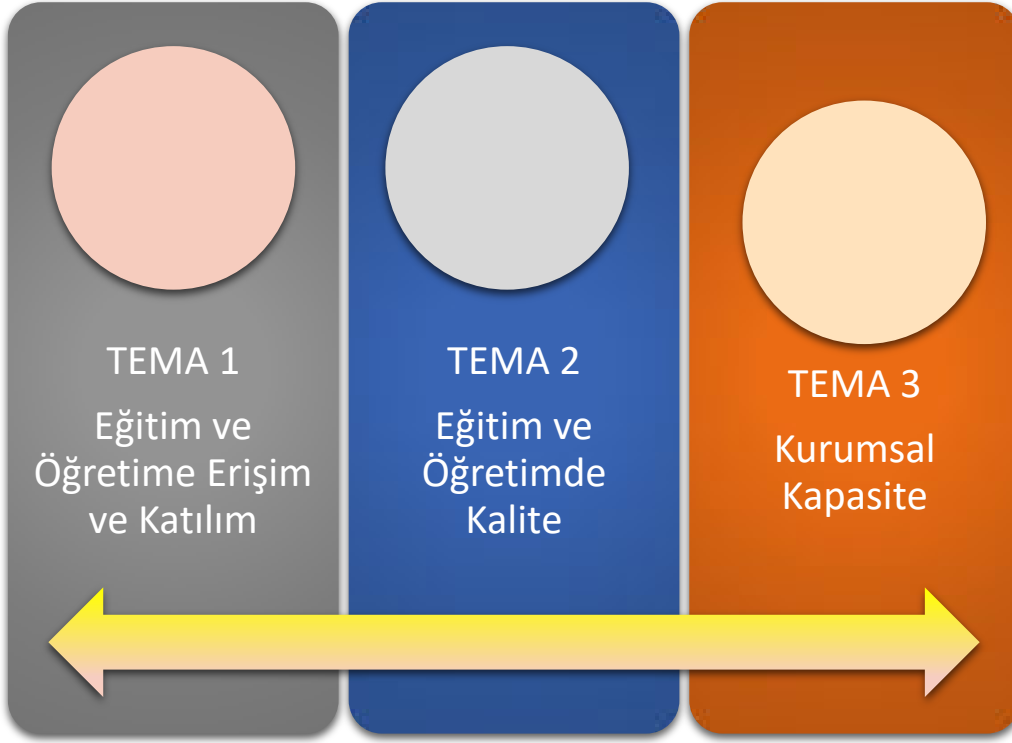 TEMA 1
Eğitim ve
Öğretime Erişim
ve Katılım
TEMA 2
Eğitim ve
Öğretimde
Kalite
TEMA 3
Kurumsal
Kapasite